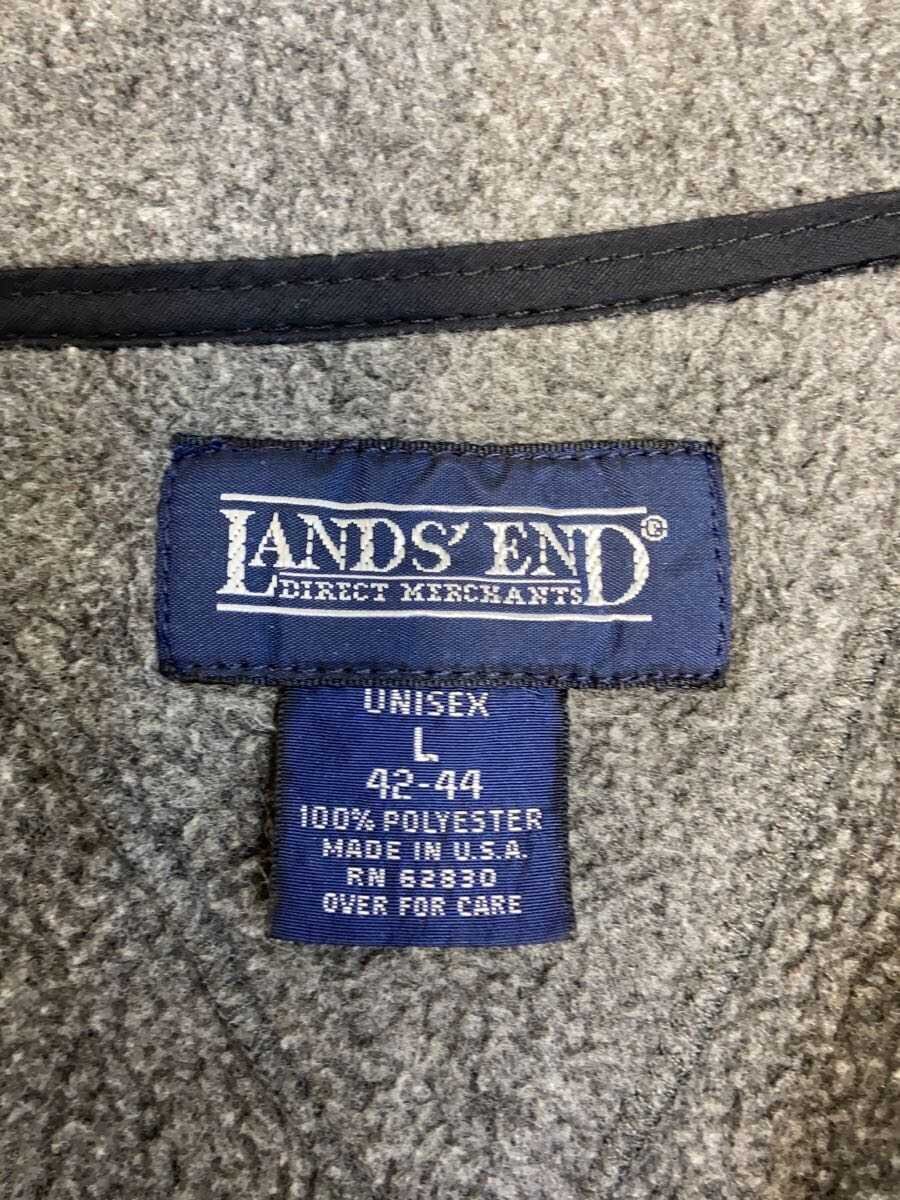 LANDS' END®
DIRECT MERCHANTS
UNISEX
L
42-44
100% POLYESTER
MADE IN U.S.A.
RN 62830
OVER FOR CARE